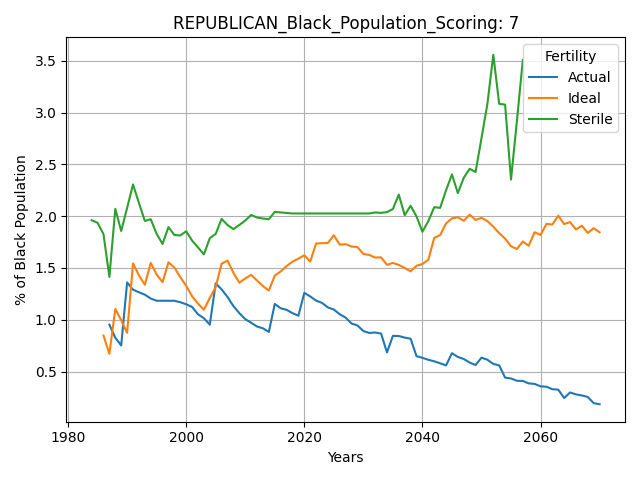 REPUBLICAN_Black_Population_Scoring: 7
Fertility
Actual
Ideal
Sterile
% of Black Population
3.5
3.0
2.5
2.0
1.5
1.0
0.5
1980 2000 2020 2040 2060
Years